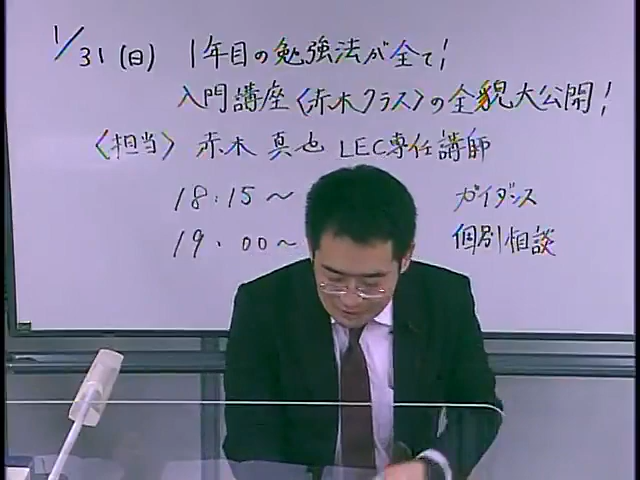 1/31(日) 1年目の勉強法が全て!
入門講座〈赤木クラス〉の全貌大公開!
〈担当〉 赤木 真也 LEC専任講師
18:15〜 ガイダンス
19:00〜 個別相談